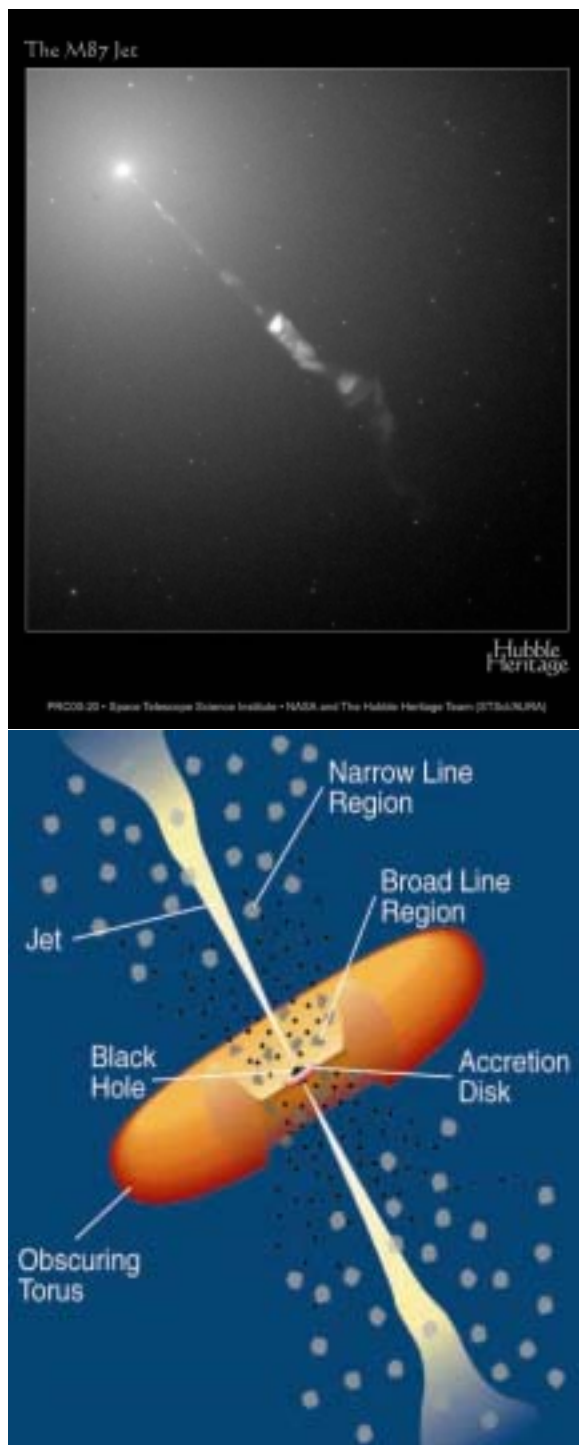 The M87 Jet
Hubble
Heritage
PRC00-20 • Space Telescope Science Institute • NASA and The Hubble Heritage Team (STScI/AURA)
Narrow Line
Region
Broad Line
Region
Jet
Black
Hole
Accretion
Disk
Obscuring
Torus